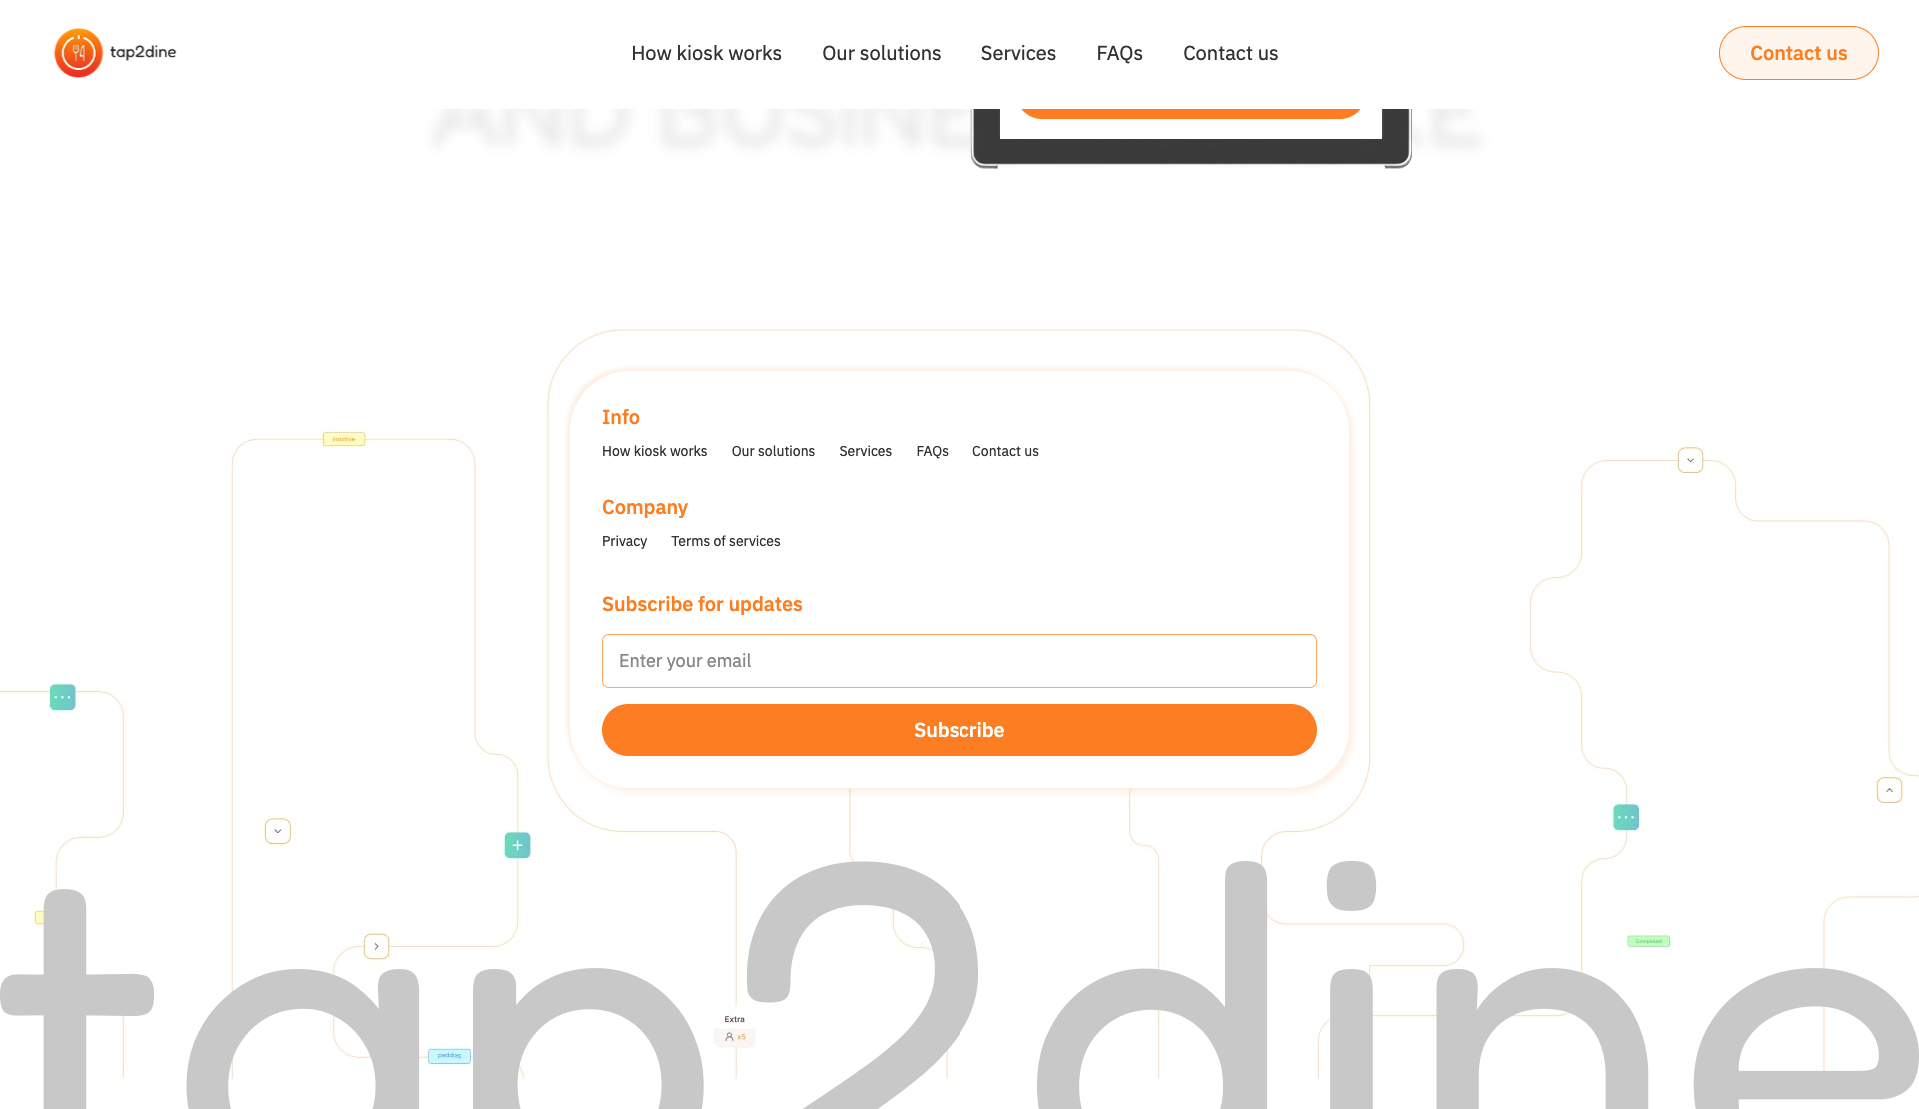 tap2dine
How kiosk works
Our solutions
Services
FAQs
Contact us
Contact us
AND BUSINE
Info
How kiosk works
Our solutions
Services
FAQs
Contact us
Company
Privacy
Terms of services
Subscribe for updates
Enter your email
Subscribe
Inactive
Completed
Extra
x5
pedding
tap2dine